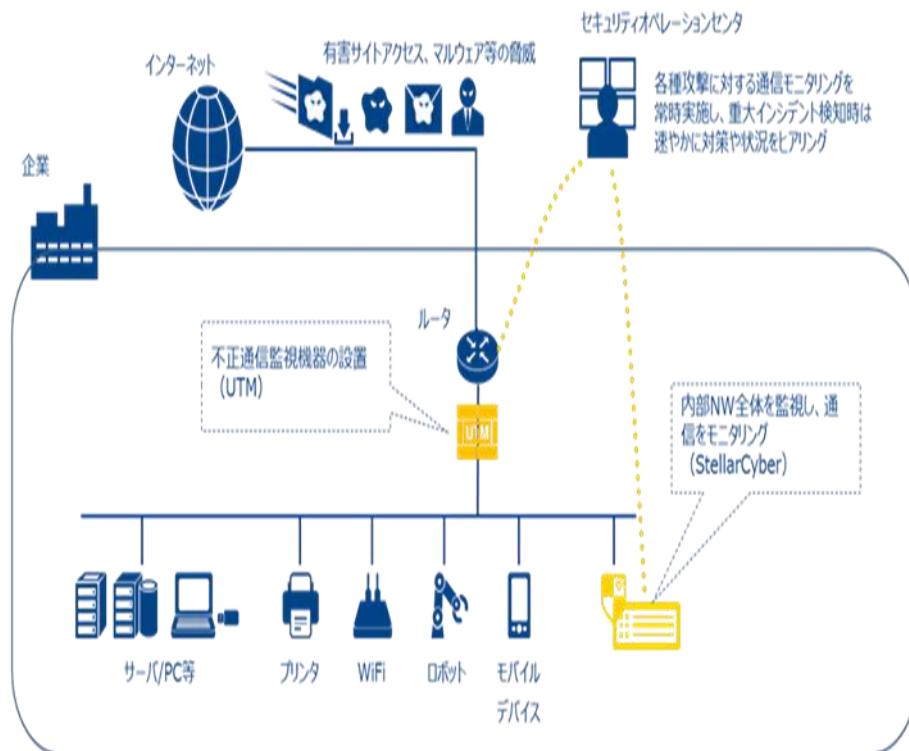 セキュリティオペレーションセンタ
有害サイトアクセス、マルウェア等の脅威
インターネット
各種攻撃に対する通信モニタリングを
常時実施し、重大インシデント検知時は
速やかに対策や状況をヒアリング
企業
ルータ
不正通信監視機器の設置
（UTM）
UTM
内部NW全体を監視し、通
信をモニタリング
（StellarCyber）
サーバ/PC等
プリンタ
WiFi
ロボット
モバイル
デバイス